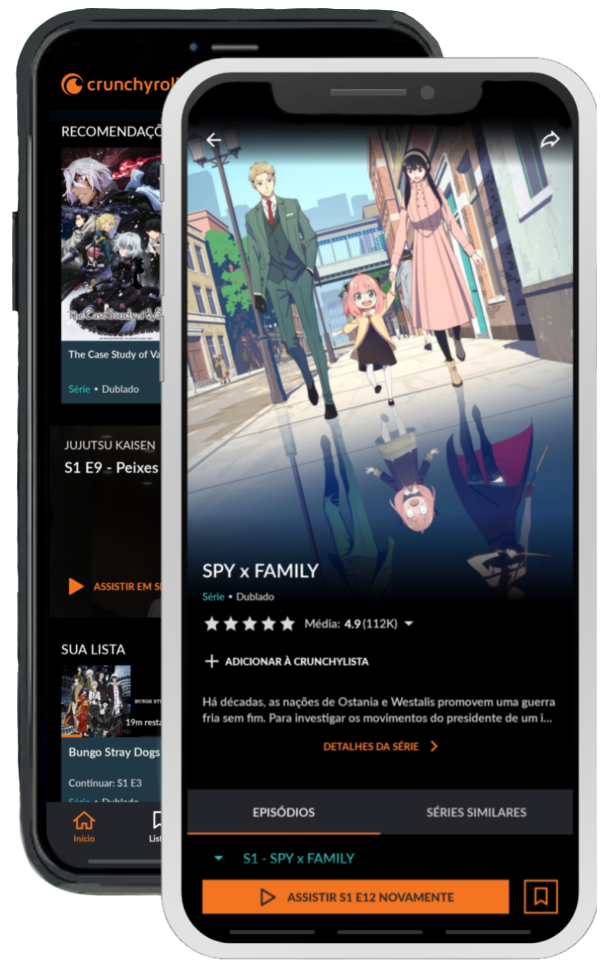 crunchyroll
RECOMENDAÇÕ
The Case Study of Va
Série • Dublado
JUJUTSU KAISEN
S1 E9 - Peixes
ASSISTIR EM S
SUA LISTA
BUNGO ST
19m resta
Bungo Stray Dogs
Continuar: S1 E3
Série • Dublado
Início
List
SPY x FAMILY
Série • Dublado
Média: 4.9 (112K)
ADICIONAR À CRUNCHYLISTA
Há décadas, as nações de Ostania e Westalis promovem uma guerra
fria sem fim. Para investigar os movimentos do presidente de um i...
DETALHES DA SÉRIE
EPISÓDIOS SÉRIES SIMILARES
S1 - SPY x FAMILY
ASSISTIR S1 E12 NOVAMENTE